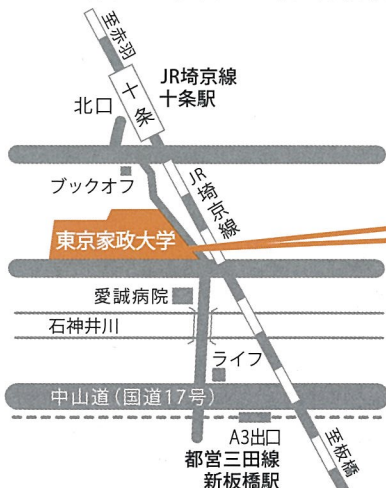 至赤羽
JR埼京線
十条駅
十条
北口
ブックオフ
JR埼京線
東京家政大学
愛誠病院
石神井川
ライフ
中山道（国道17号）
A3出口
至板橋
都営三田線
新板橋駅